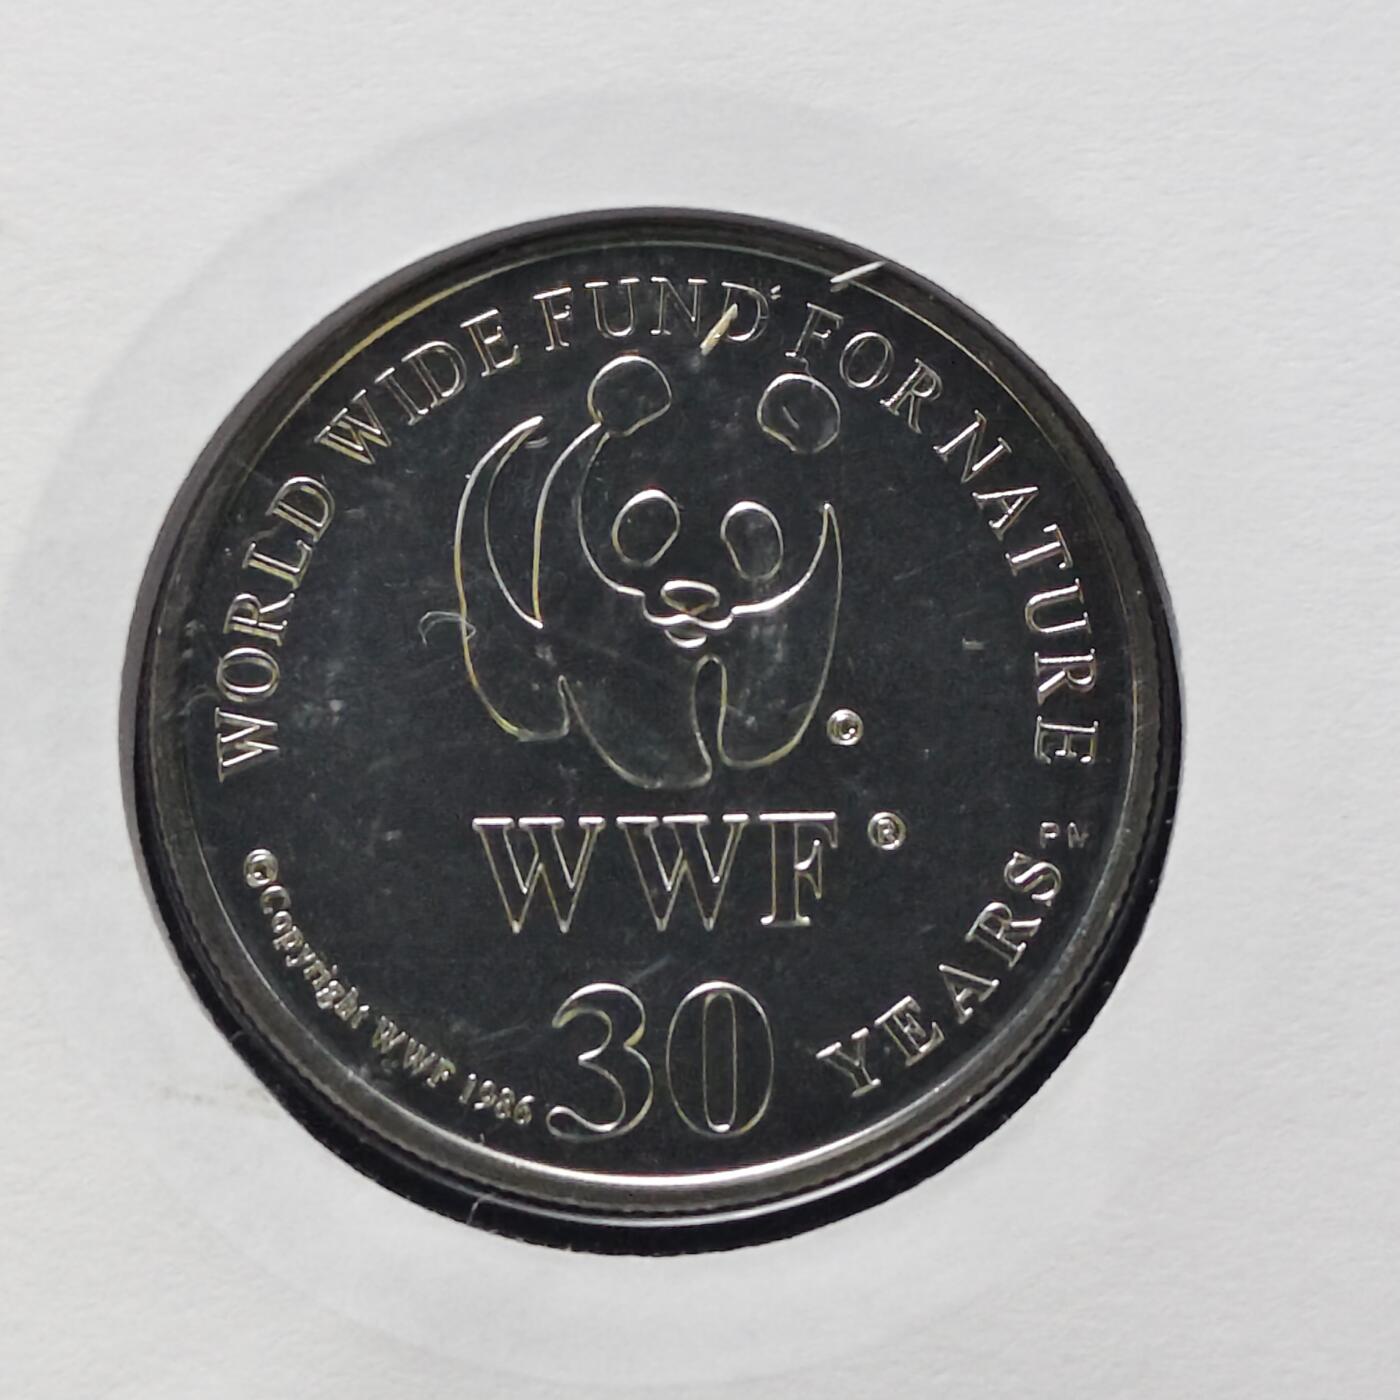 WORLD WIDE FUND FOR NATURE
©
WWF ®
PM
30 YEARS
©Copyright WWF 1986